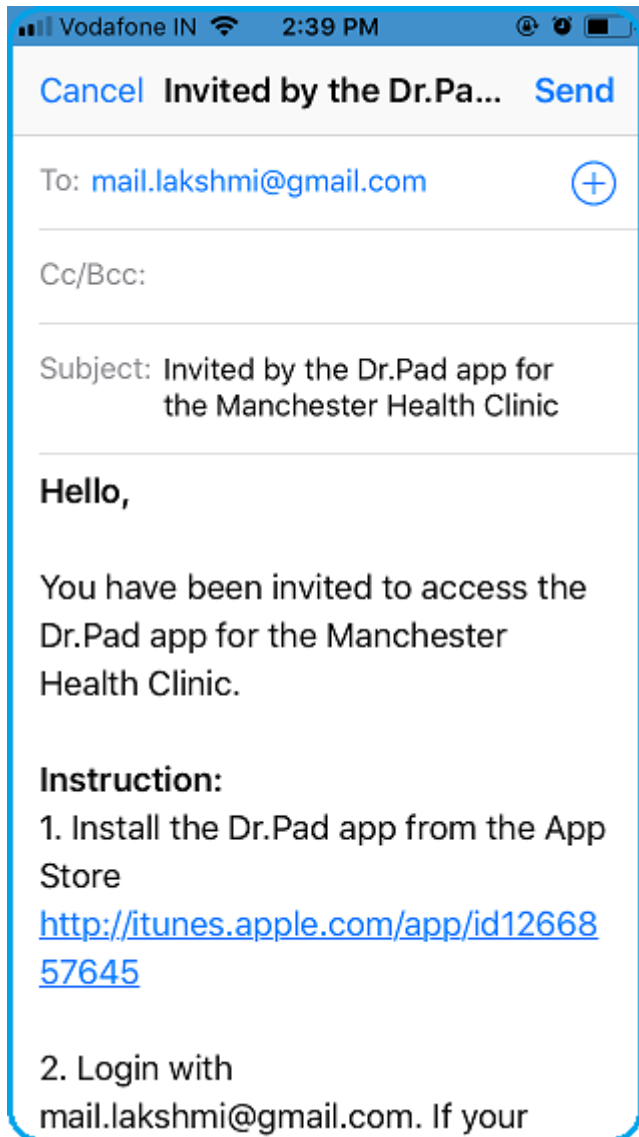 Vodafone IN 2:39 PM
Cancel Invited by the Dr.Pa... Send
To: mail.lakshmi@gmail.com
Cc/Bcc:
Subject: Invited by the Dr.Pad app for
the Manchester Health Clinic
Hello,
You have been invited to access the
Dr.Pad app for the Manchester
Health Clinic.
Instruction:
1. Install the Dr.Pad app from the App
Store
http://itunes.apple.com/app/id12668
57645
2. Login with
mail.lakshmi@gmail.com. If your